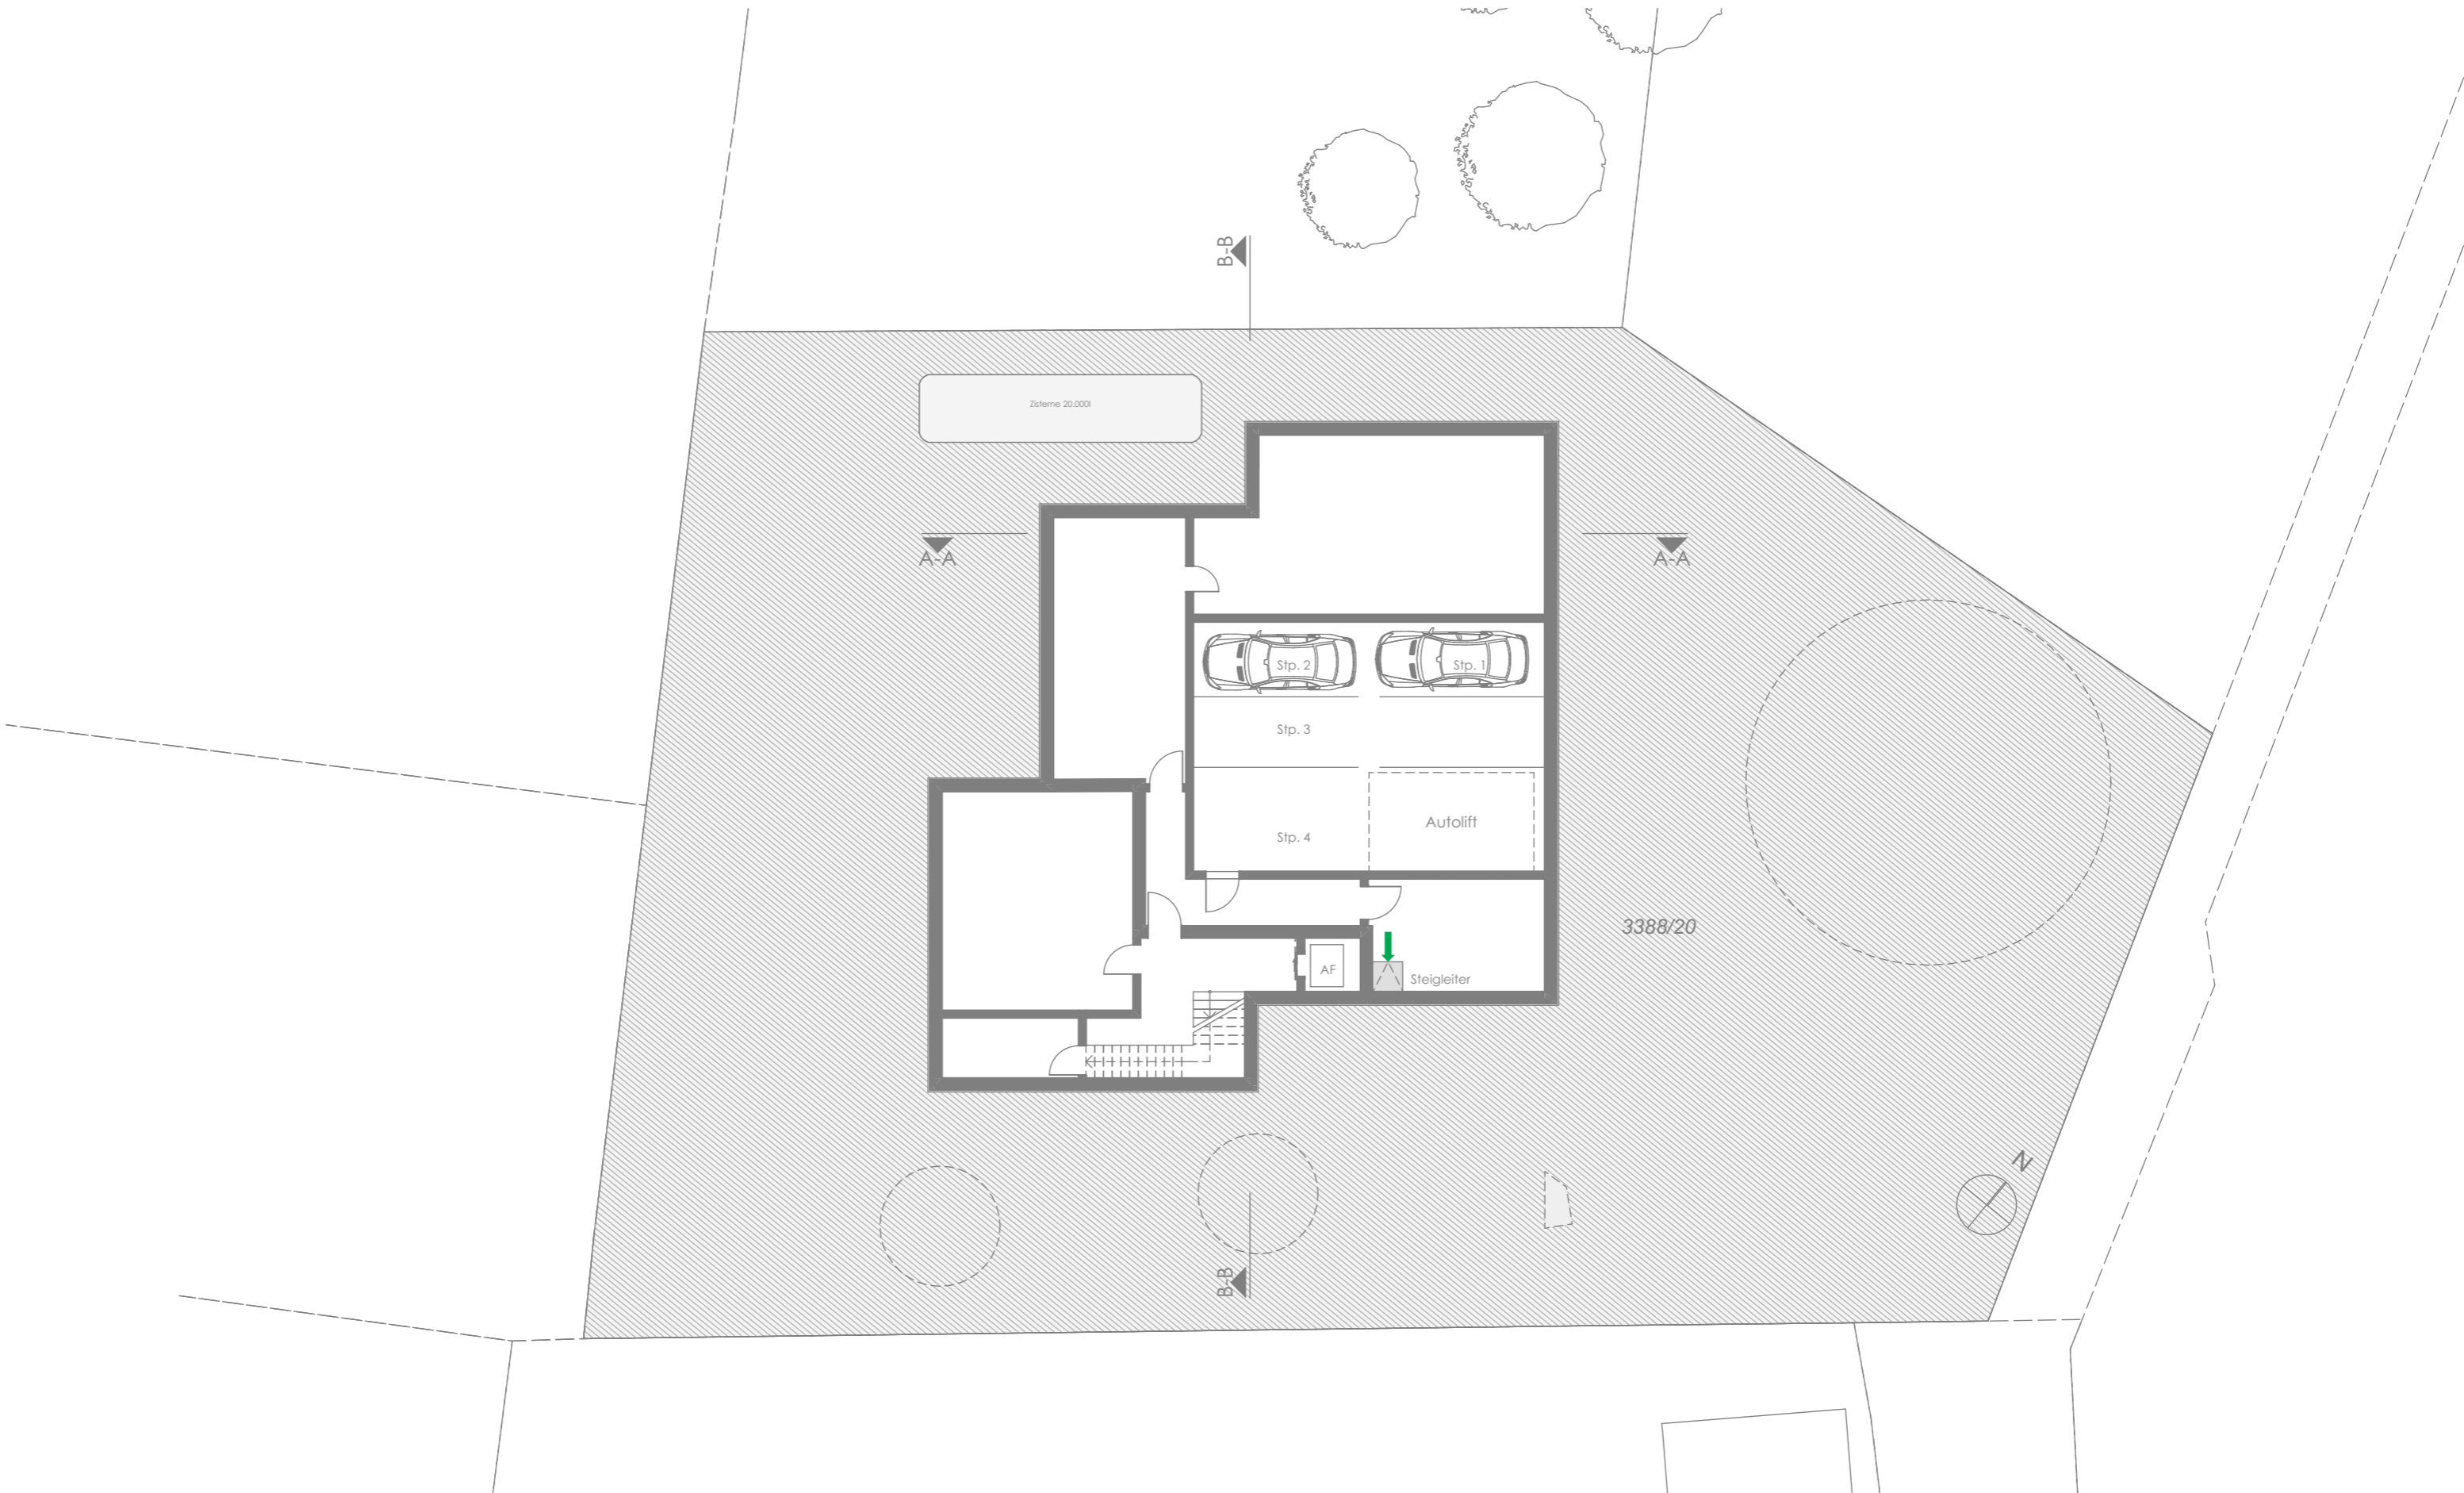 B-B
Zisterne 20.000l
A-A
A-A
Stp. 2
Stp. 1
Stp. 3
Stp. 4
Autolift
3388/20
AF
Steigleiter
N
B-B